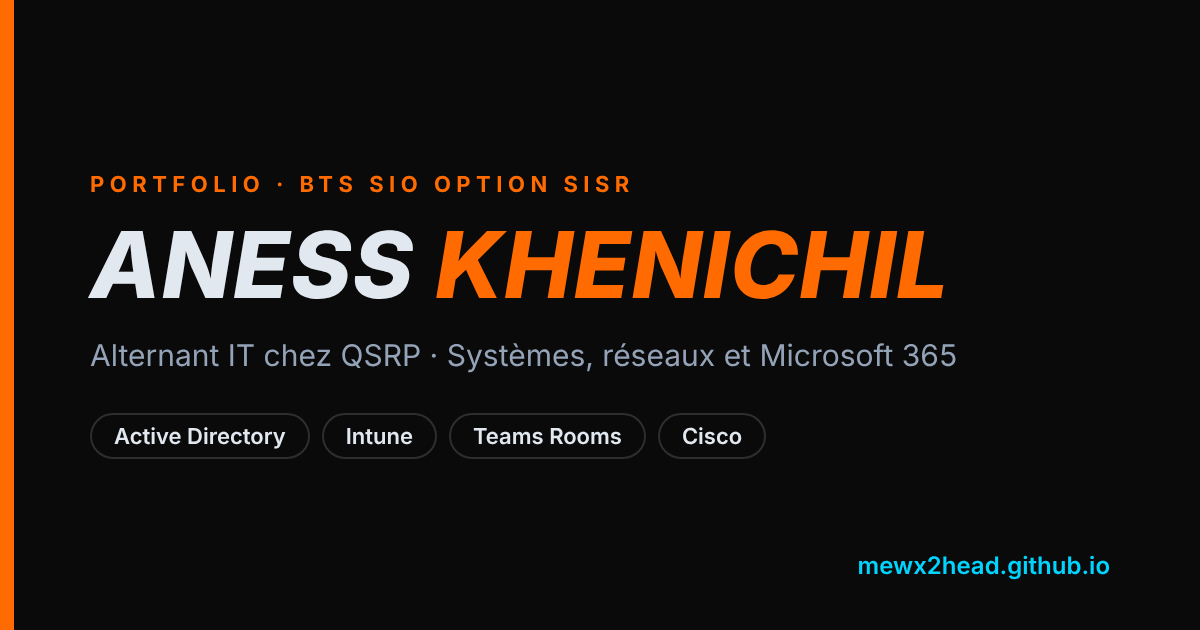 PORTFOLIO · BTS SIO OPTION SISR
ANESS KHENICHIL
Alternant IT chez QSRP · Systèmes, réseaux et Microsoft 365
Active Directory Intune Teams Rooms Cisco
mewx2head.github.io